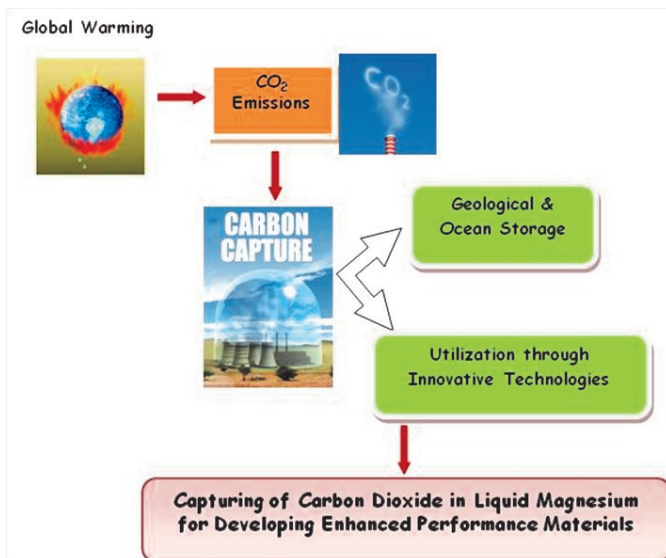 Global Warming
CO₂
Emissions
CO₂
CARBON
CAPTURE
Geological &
Ocean Storage
Utilization through
Innovative Technologies
Capturing of Carbon Dioxide in Liquid Magnesium
for Developing Enhanced Performance Materials